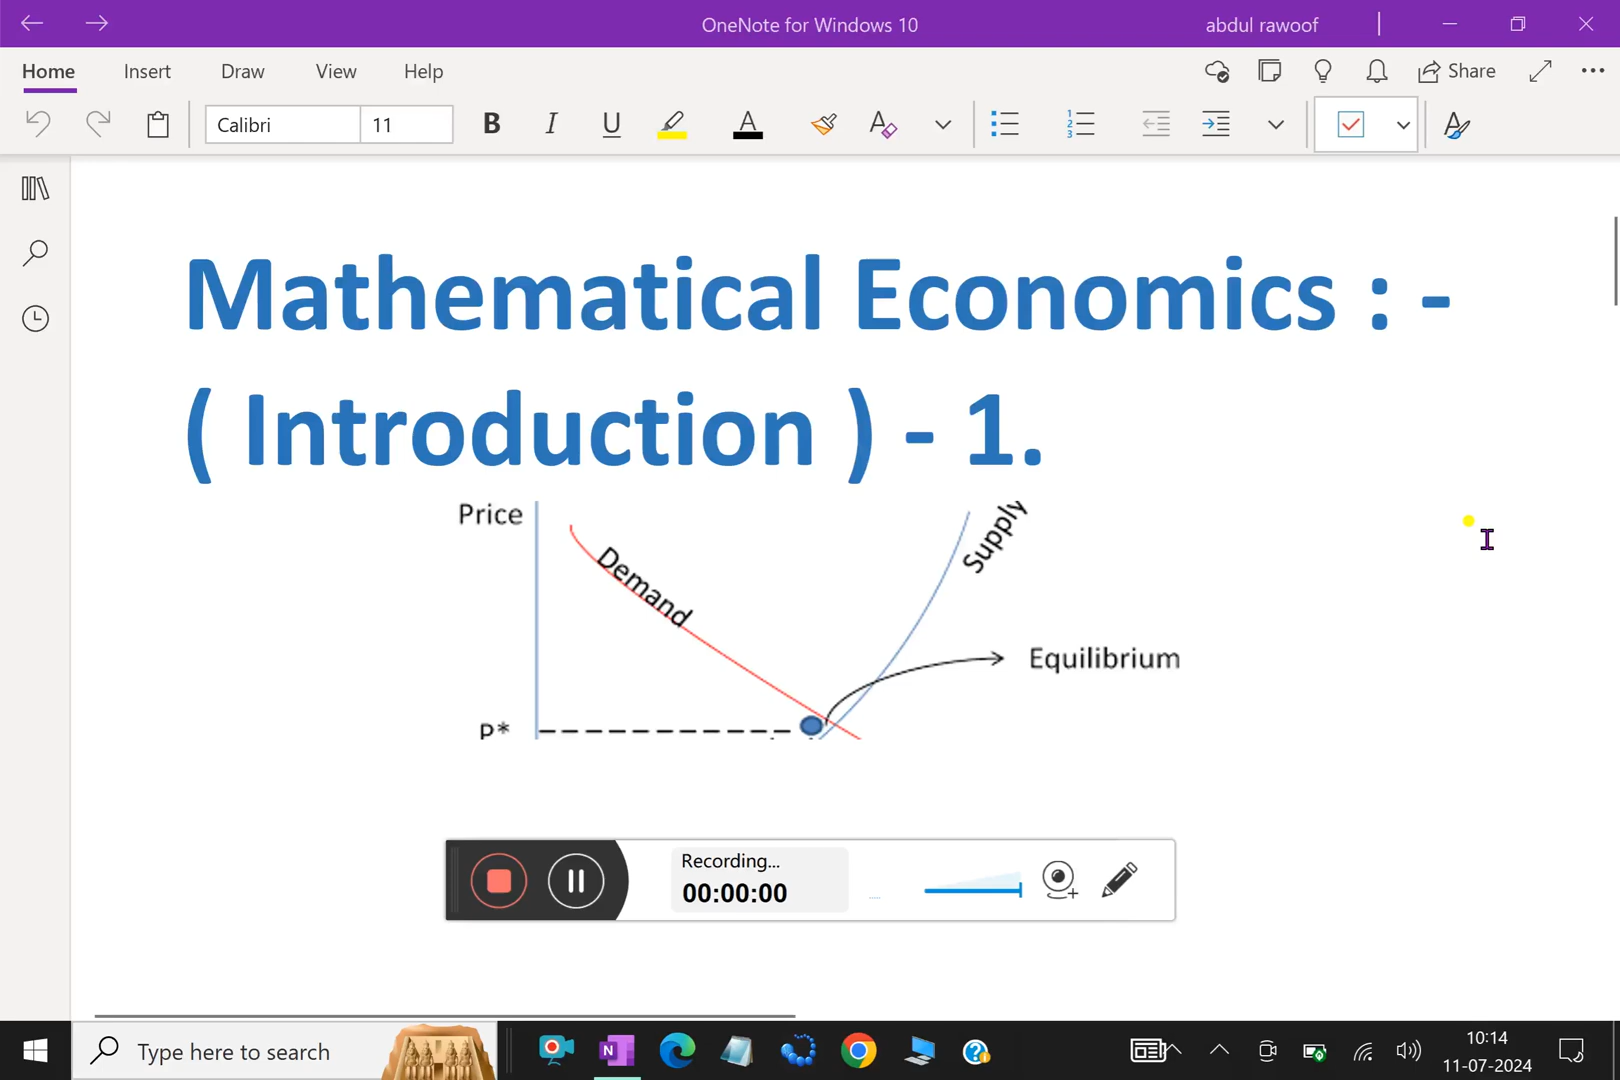 OneNote for Windows 10
abdul rawoof
Home Insert Draw View Help
Share
Calibri 11
B I U
Mathematical Economics : -
( Introduction ) - 1.
Price
Demand
Supply
Equilibrium
P*
Recording...
00:00:00
Type here to search
10:14
11-07-2024